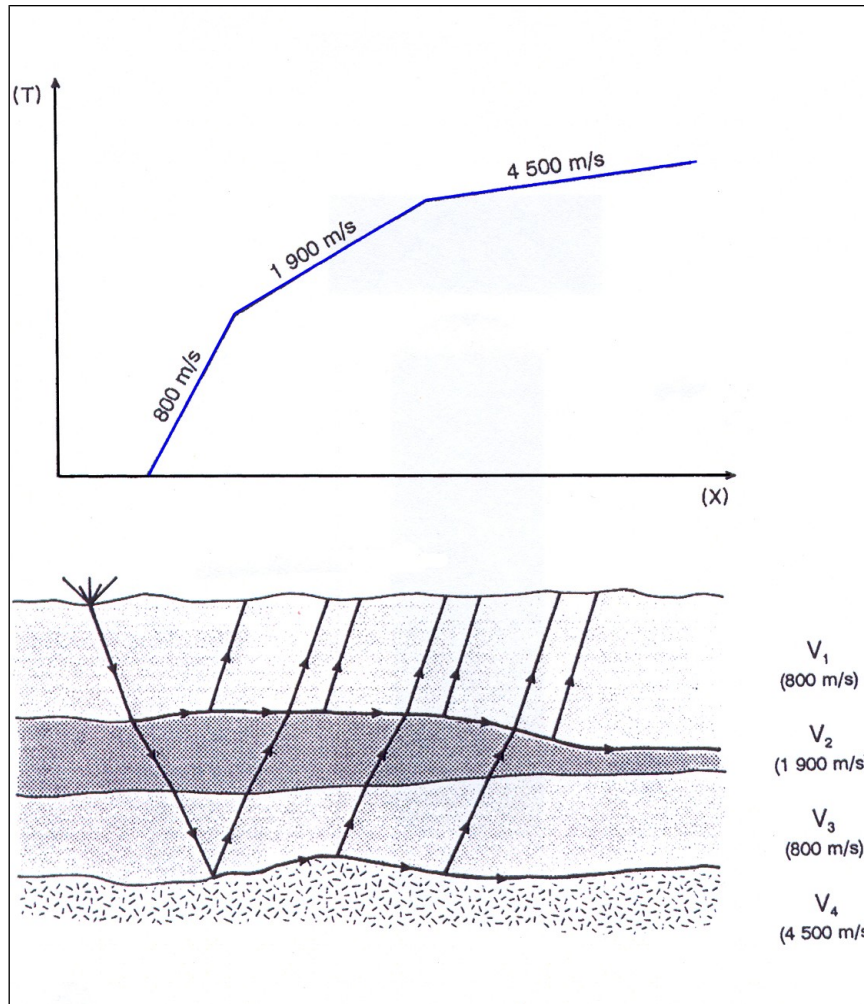 (T)
4 500 m/s
1 900 m/s
800 m/s
(X)
V₁
(800 m/s)
V₂
(1 900 m/s
V₃
(800 m/s)
V₄
(4 500 m/s